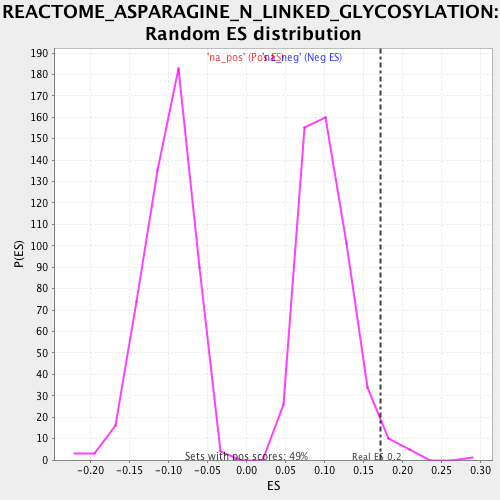 REACTOME_ASPARAGINE_N_LINKED_GLYCOSYLATION:
Random ES distribution
'na_pos' (Pos ES) 'na_neg' (Neg ES)
P(ES)
190
180
170
160
150
140
130
120
110
100
90
80
70
60
50
40
30
20
10
0
Sets with pos scores: 49%
Real ES 0.2
-0.20 -0.15 -0.10 -0.05 0.00 0.05 0.10 0.15 0.20 0.25 0.30
ES